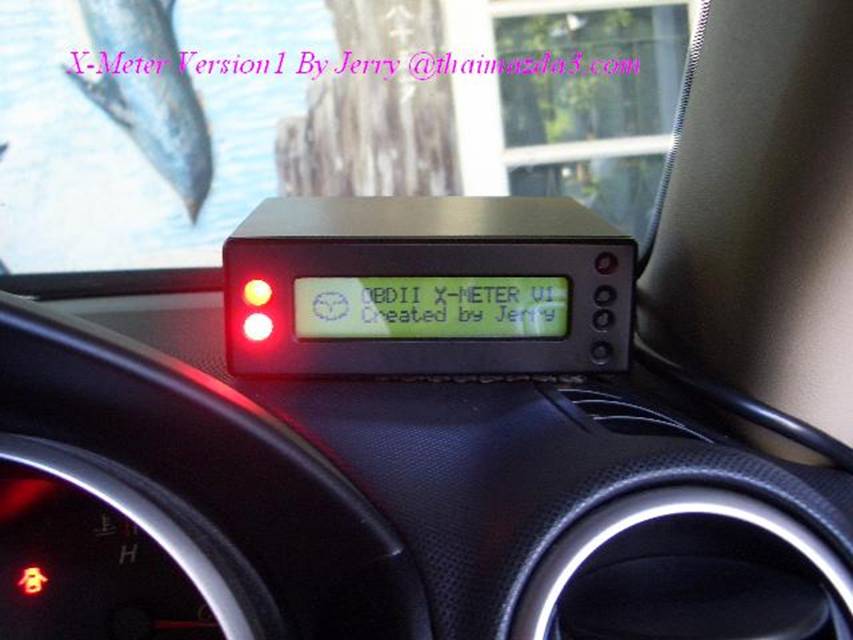 X-Meter Version1 By Jerry @thaimazda3.com
OBDII X-METER V1
Created by Jerry
H